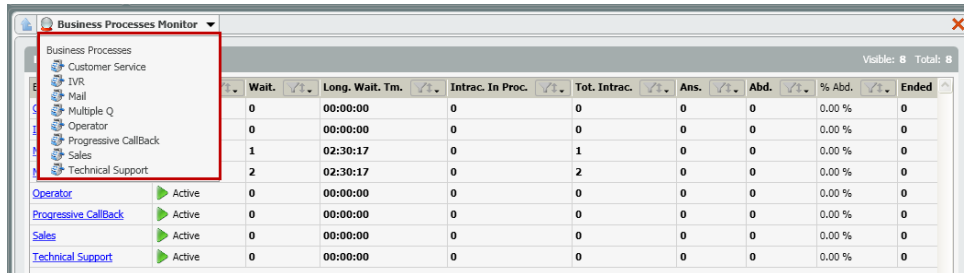 Business Processes Monitor
Visible: 8 Total: 8
Business Processes
Customer Service
IVR
Mail
Multiple Q
Operator
Progressive CallBack
Sales
Technical Support
Wait. Long. Wait. Tm. Intrac. In Proc. Tot. Intrac. Ans. Abd. % Abd. Ended
0 00:00:00 0 0 0 0 0.00 % 0
0 00:00:00 0 0 0 0 0.00 % 0
1 02:30:17 0 1 0 0 0.00 % 0
2 02:30:17 0 2 0 0 0.00 % 0
Operator Active 0 00:00:00 0 0 0 0 0.00 % 0
Progressive CallBack Active 0 00:00:00 0 0 0 0 0.00 % 0
Sales Active 0 00:00:00 0 0 0 0 0.00 % 0
Technical Support Active 0 00:00:00 0 0 0 0 0.00 % 0